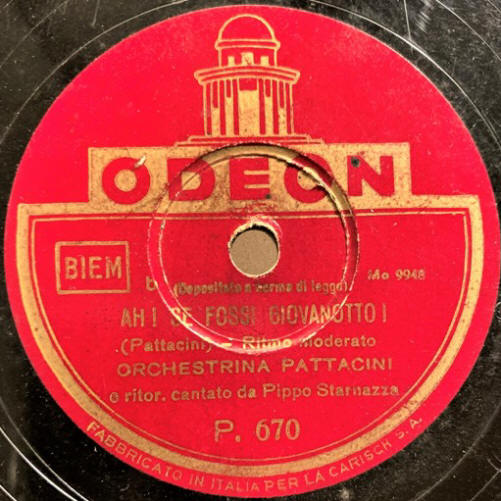 ODEON
BIEM
b (Depositato a norma di legge) Mo 9948
AH! SE FOSSI GIOVANOTTO!
(Pattacini) - Ritmo Moderato
ORCHESTRINA PATTACINI
e ritor. cantato da Pippo Starnazza
P. 670
FABBRICATO IN ITALIA PER LA CARISCH S.A.